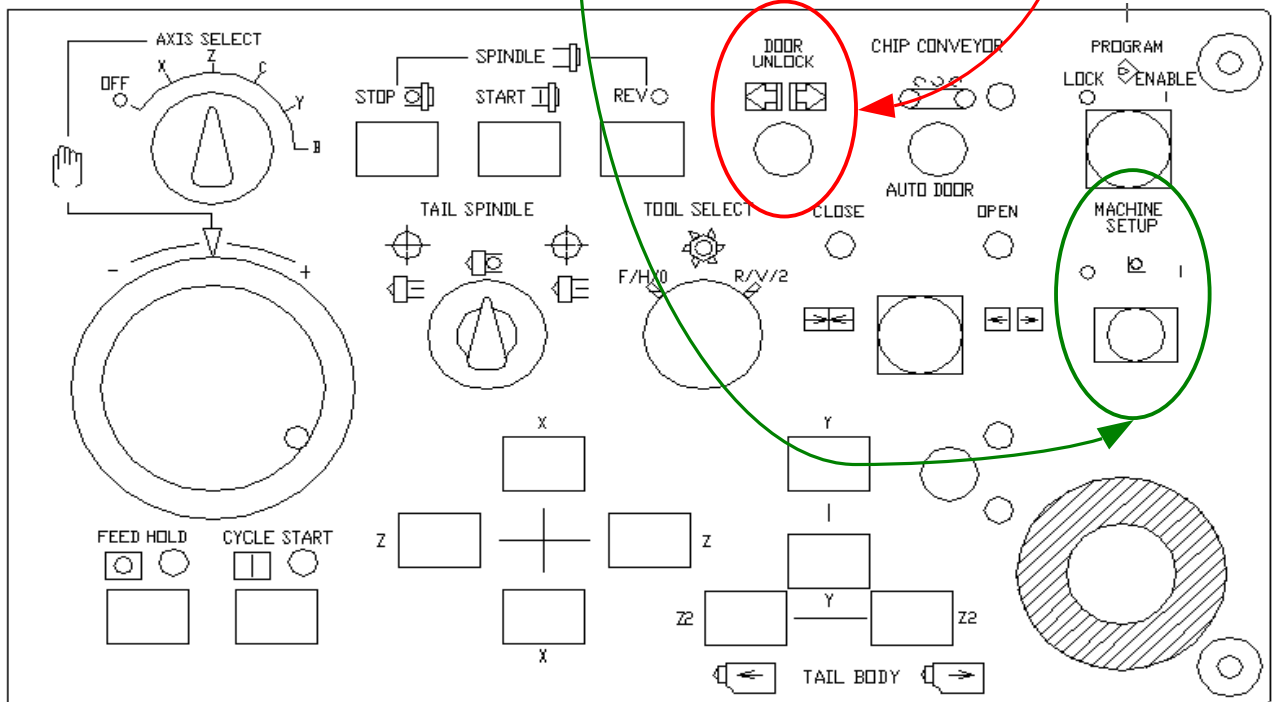 AXIS SELECT
OFF
X
Z
C
Y
B
SPINDLE
STOP
START
REV
DOOR
UNLOCK
CHIP CONVEYOR
PROGRAM
LOCK
ENABLE
AUTO DOOR
CLOSE
OPEN
MACHINE
SETUP
TAIL SPINDLE
TOOL SELECT
F/H/O
R/V/2
-
+
X
Z
Z
X
Y
Y
Z2
Z2
FEED HOLD
CYCLE START
TAIL BODY